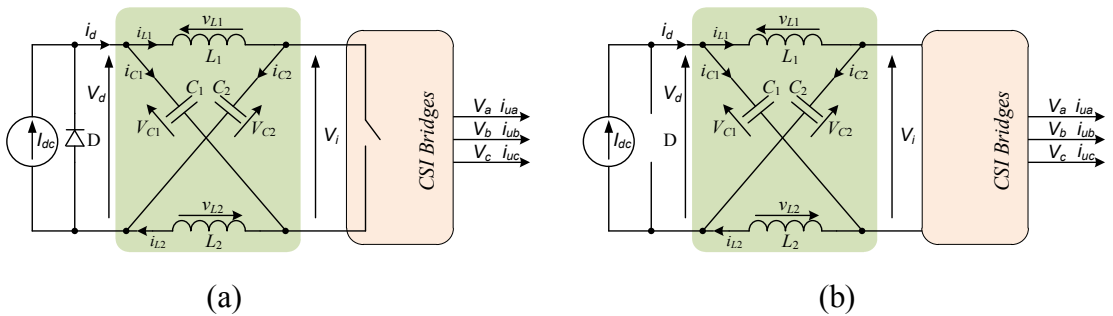 i_d i_L1 v_L1 L_1
i_C1 C_1 C_2 i_C2
I_dc D V_d V_C1 V_C2 V_i
CSI Bridges
V_a i_ua
V_b i_ub
V_c i_uc
v_L2
i_L2 L_2
(a)
i_d i_L1 v_L1 L_1
i_C1 C_1 C_2 i_C2
I_dc D V_d V_C1 V_C2 V_i
CSI Bridges
V_a i_ua
V_b i_ub
V_c i_uc
v_L2
i_L2 L_2
(b)